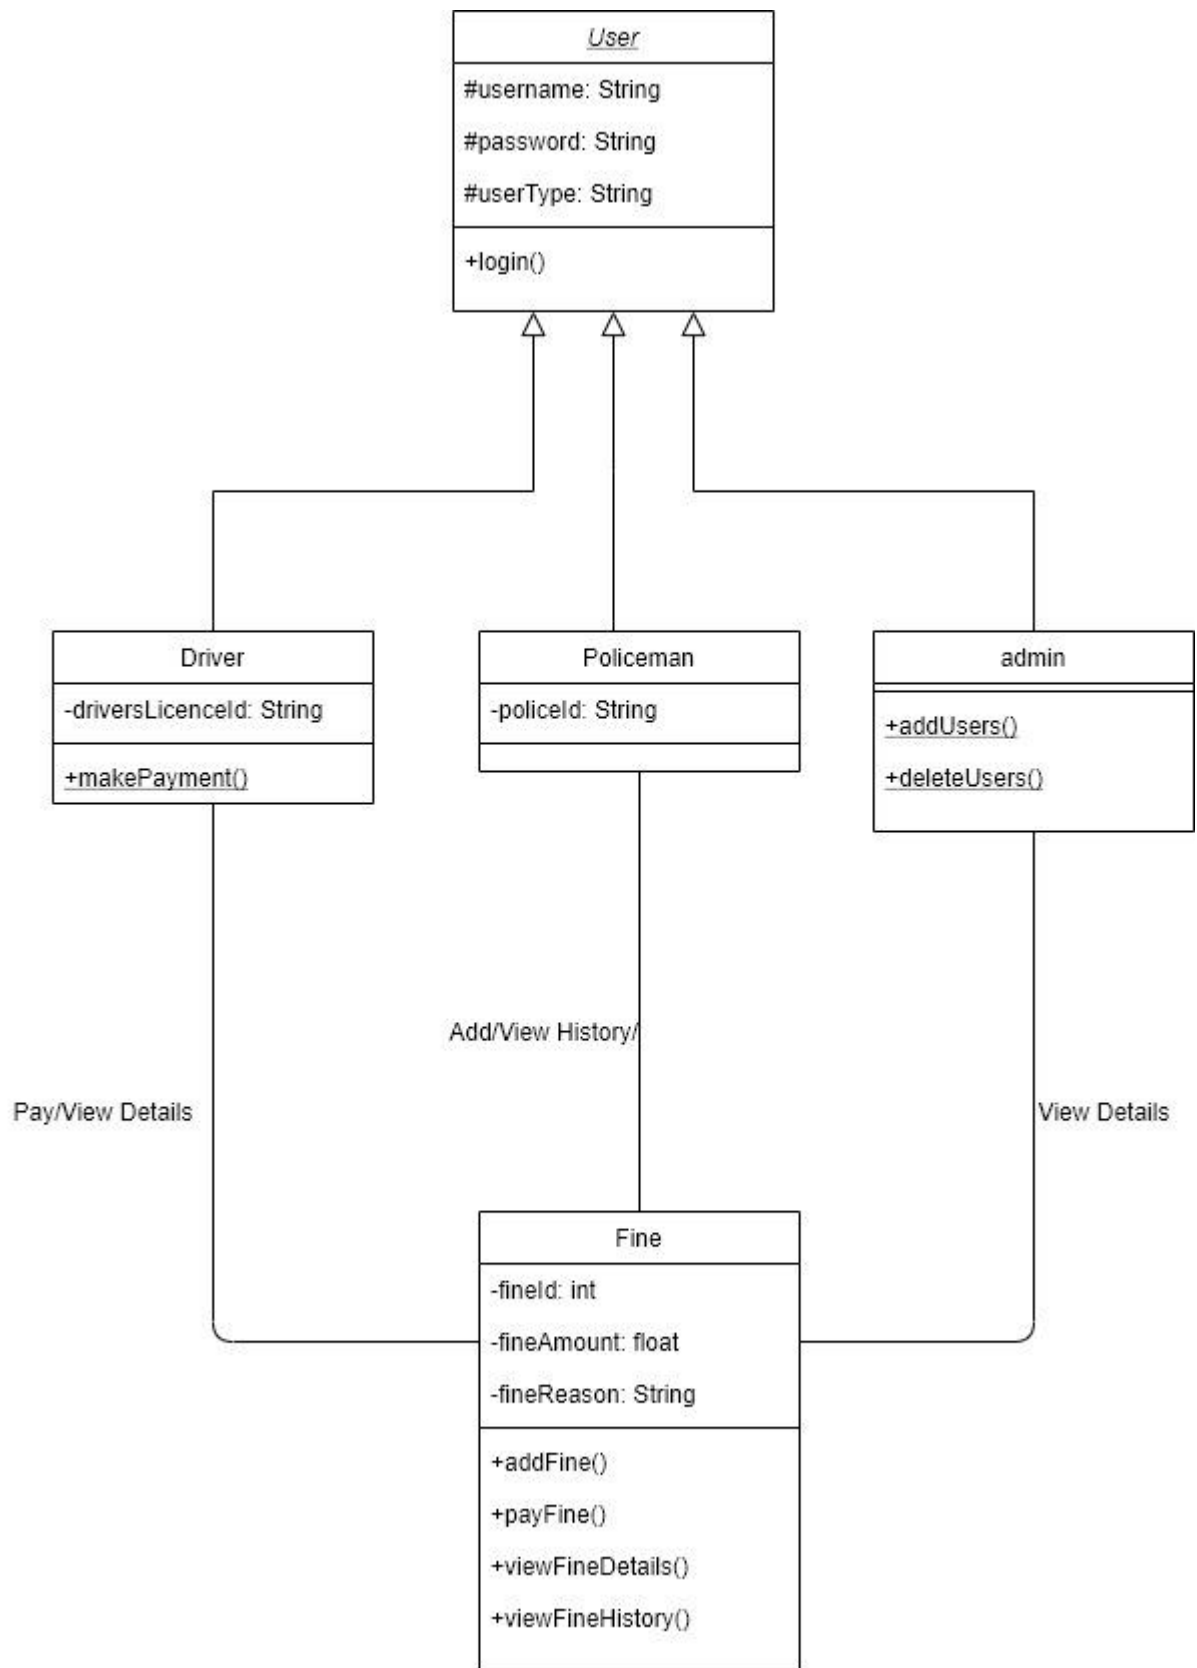 User
#username: String
#password: String
#userType: String
+login()
Driver
-driversLicenceId: String
+makePayment()
Policeman
-policeId: String
admin
+addUsers()
+deleteUsers()
Add/View History/
Pay/View Details
View Details
Fine
-fineId: int
-fineAmount: float
-fineReason: String
+addFine()
+payFine()
+viewFineDetails()
+viewFineHistory()